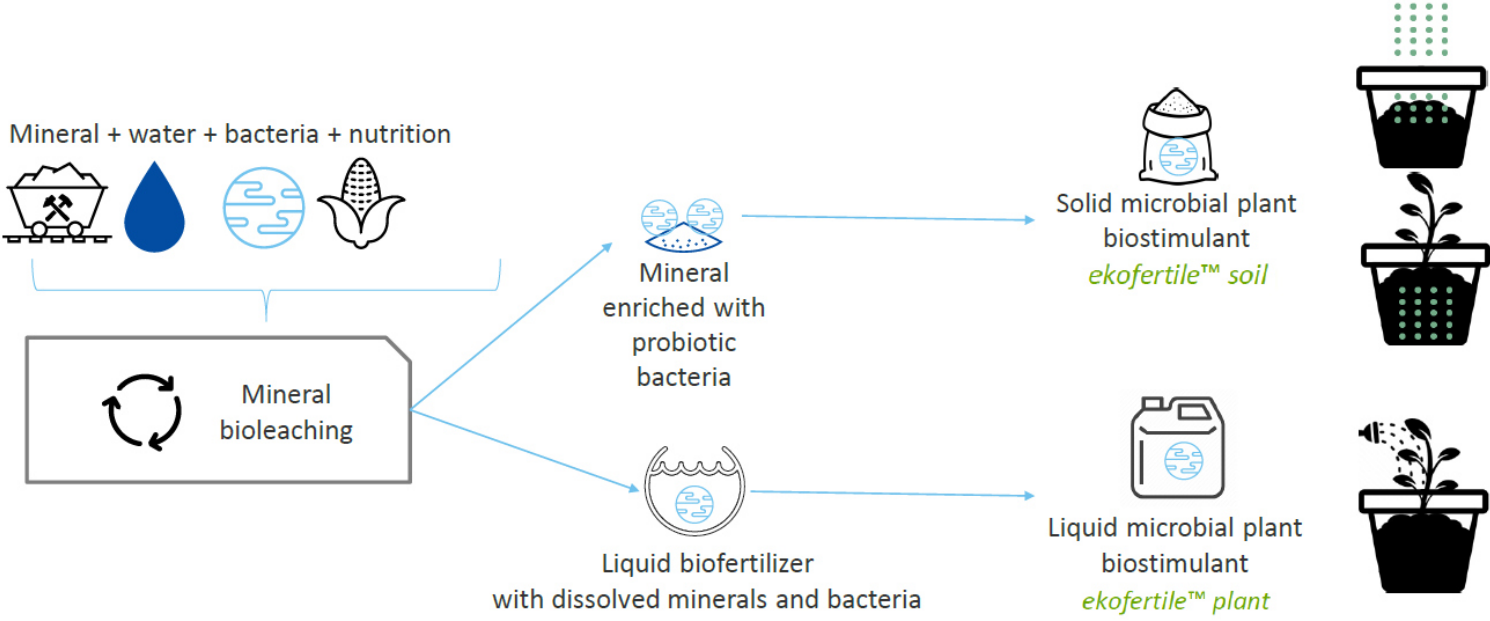 Mineral + water + bacteria + nutrition
Mineral
bioleaching
Mineral
enriched with
probiotic
bacteria
Liquid biofertilizer
with dissolved minerals and bacteria
Solid microbial plant
biostimulant
ekofertile™ soil
Liquid microbial plant
biostimulant
ekofertile™ plant